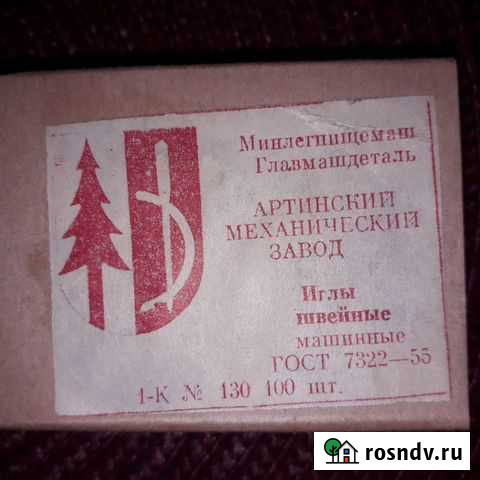 Минлегпищемаш
Главмашдеталь
АРТИНСКИЙ
МЕХАНИЧЕСКИЙ
ЗАВОД
Иглы
швейные
машинные
ГОСТ 7322—55
1-К № 130 100 шт.
rosndv.ru